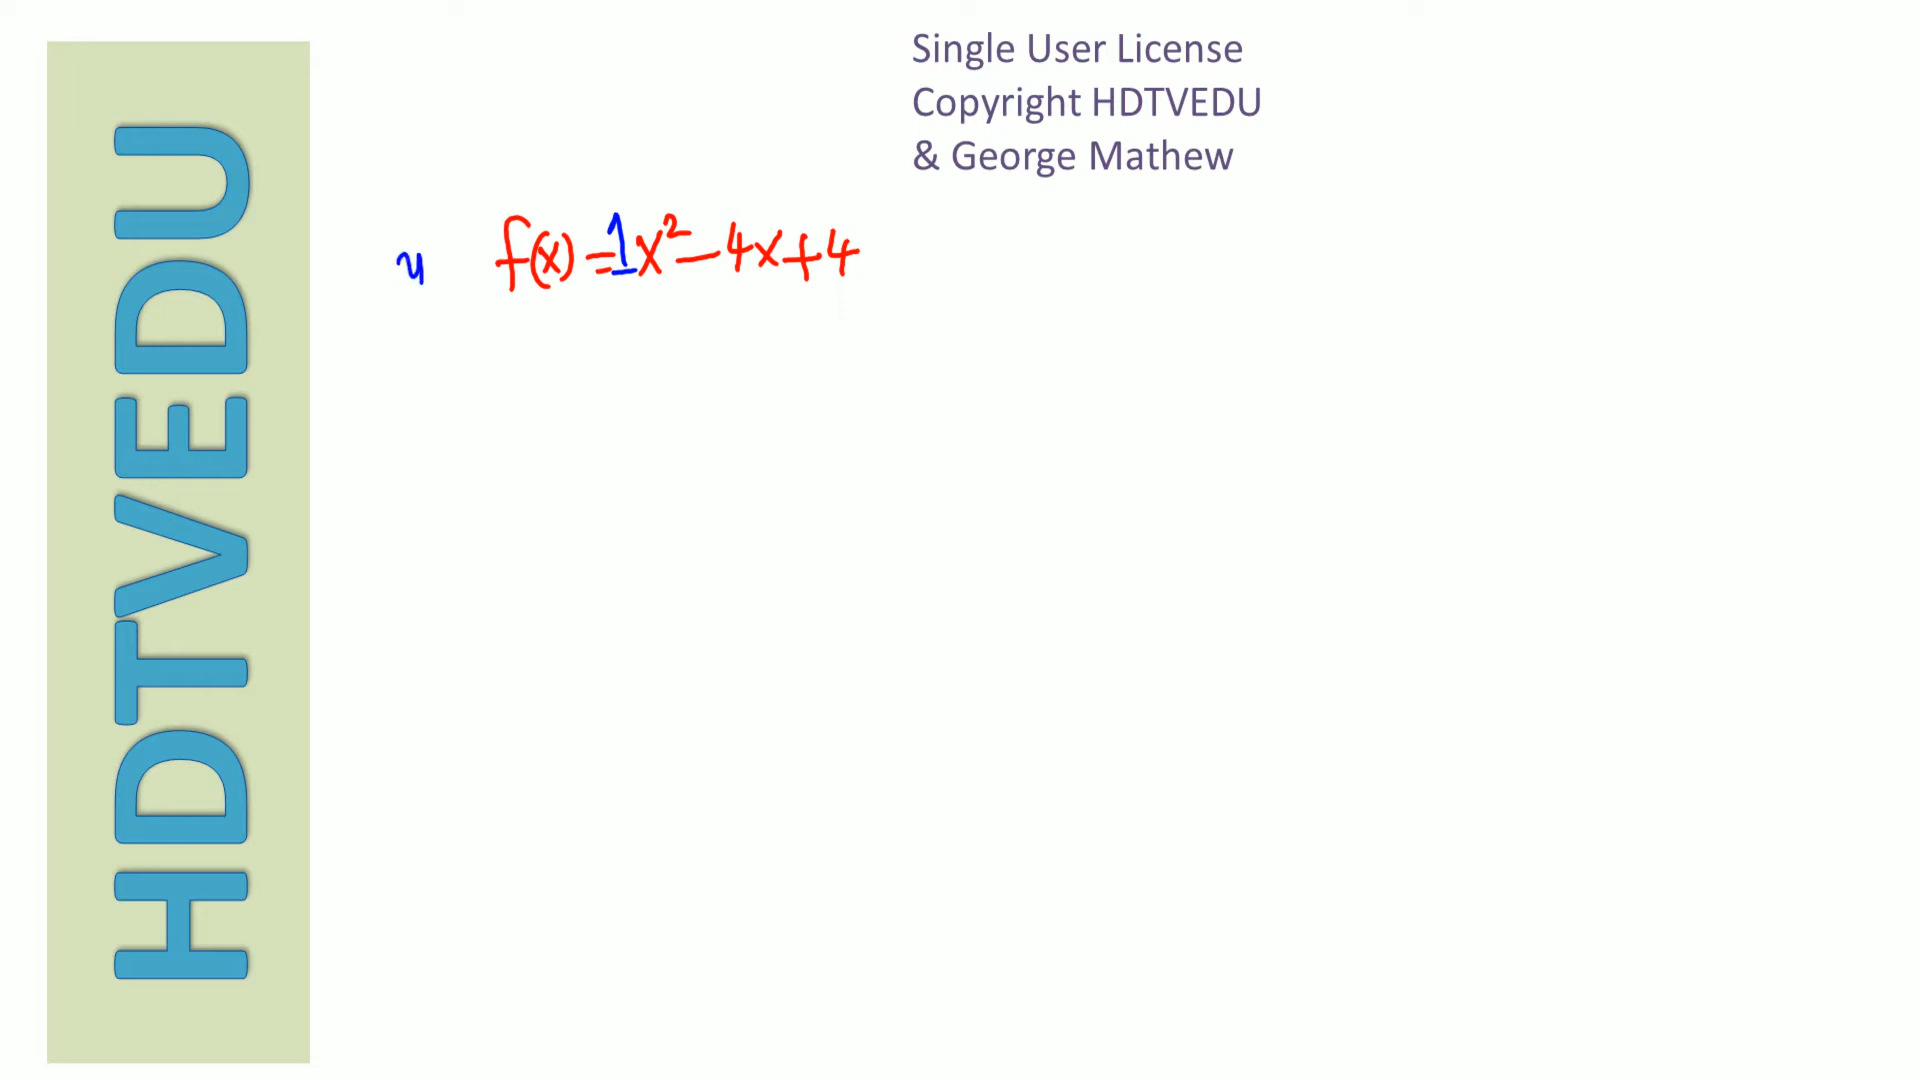 HDTVEDU
Single User License
Copyright HDTVEDU
& George Mathew
y f(x) = 1x² - 4x + 4